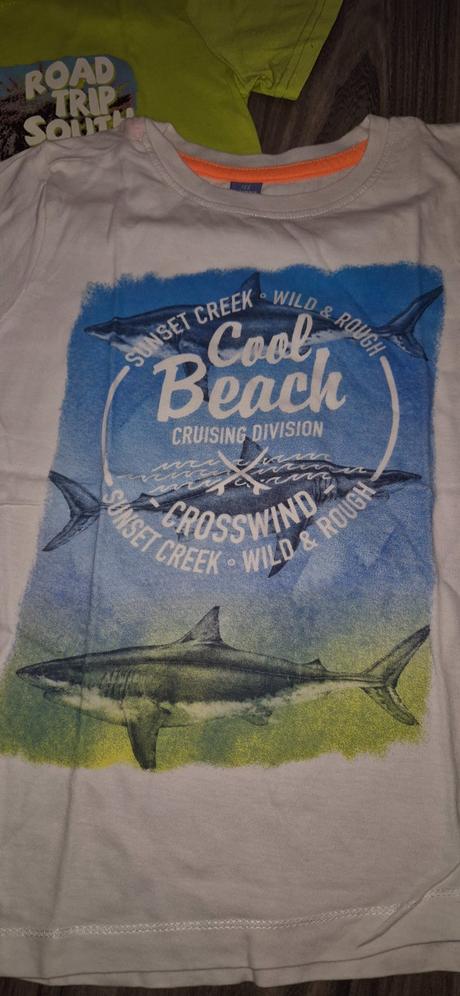 ROAD
TRIP
SOUTH
SUNSET CREEK • WILD & ROUGH
Cool
Beach
CRUISING DIVISION
- CROSSWIND -
SUNSET CREEK • WILD & ROUGH